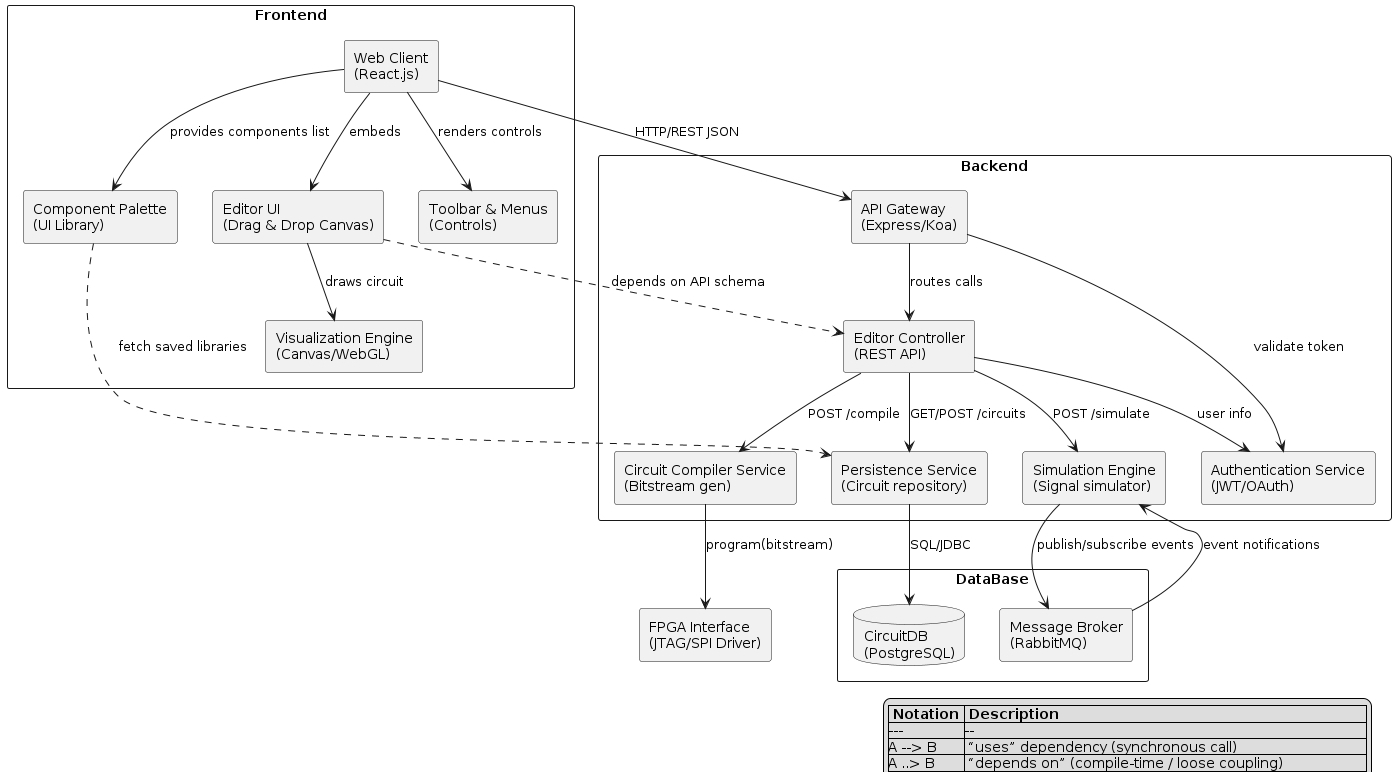 Frontend
Web Client
(React.js)
provides components list
embeds
renders controls
HTTP/REST JSON
Backend
Component Palette
(UI Library)
Editor UI
(Drag & Drop Canvas)
Toolbar & Menus
(Controls)
API Gateway
(Express/Koa)
draws circuit
depends on API schema
routes calls
fetch saved libraries
Visualization Engine
(Canvas/WebGL)
Editor Controller
(REST API)
validate token
POST /compile
GET/POST /circuits
POST /simulate
user info
Circuit Compiler Service
(Bitstream gen)
Persistence Service
(Circuit repository)
Simulation Engine
(Signal simulator)
Authentication Service
(JWT/OAuth)
program(bitstream)
SQL/JDBC
publish/subscribe events
event notifications
DataBase
FPGA Interface
(JTAG/SPI Driver)
CircuitDB
(PostgreSQL)
Message Broker
(RabbitMQ)
Notation Description
--- --
A --> B “uses” dependency (synchronous call)
A ..> B “depends on” (compile-time / loose coupling)